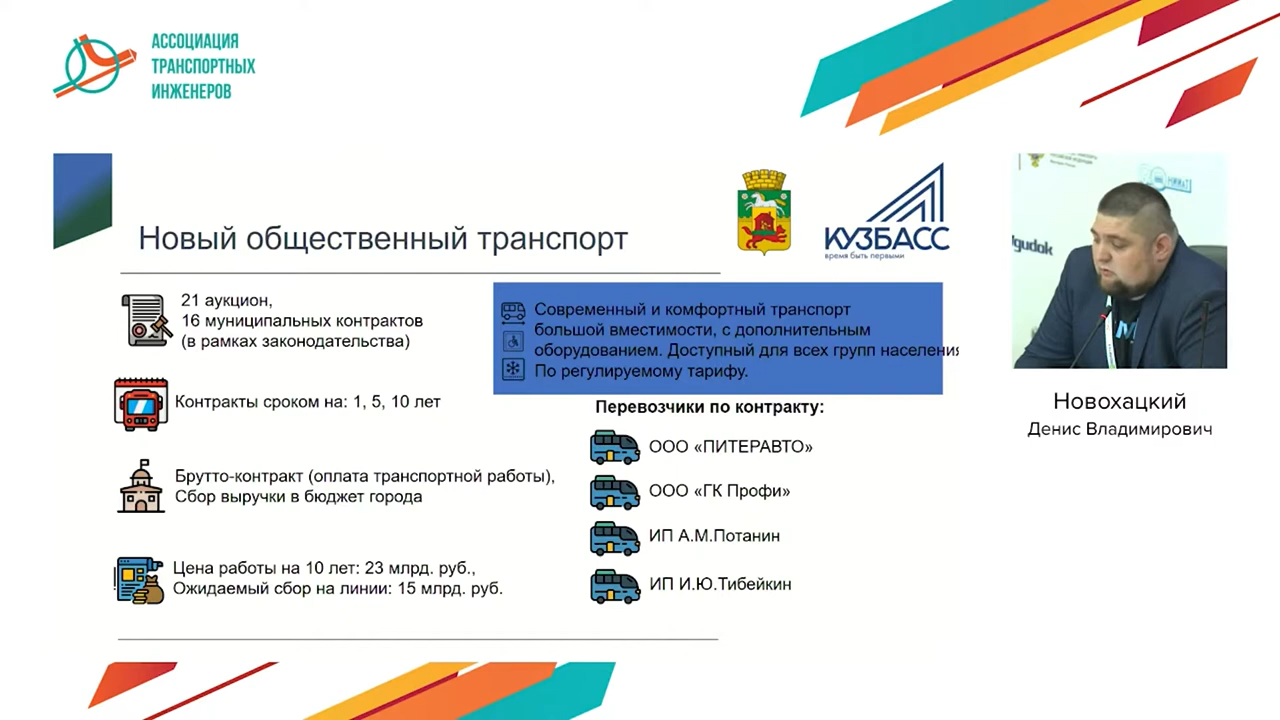 АССОЦИАЦИЯ
ТРАНСПОРТНЫХ
ИНЖЕНЕРОВ
Новый общественный транспорт
КУЗБАСС
время быть первыми
21 аукцион,
16 муниципальных контрактов
(в рамках законодательства)
Контракты сроком на: 1, 5, 10 лет
Брутто-контракт (оплата транспортной работы),
Сбор выручки в бюджет города
Цена работы на 10 лет: 23 млрд. руб.,
Ожидаемый сбор на линии: 15 млрд. руб.
Современный и комфортный транспорт
большой вместимости, с дополнительным
оборудованием. Доступный для всех групп населения
По регулируемому тарифу.
Перевозчики по контракту:
ООО «ПИТЕРАВТО»
ООО «ГК Профи»
ИП А.М.Потанин
ИП И.Ю.Тибейкин
Новохацкий
Денис Владимирович